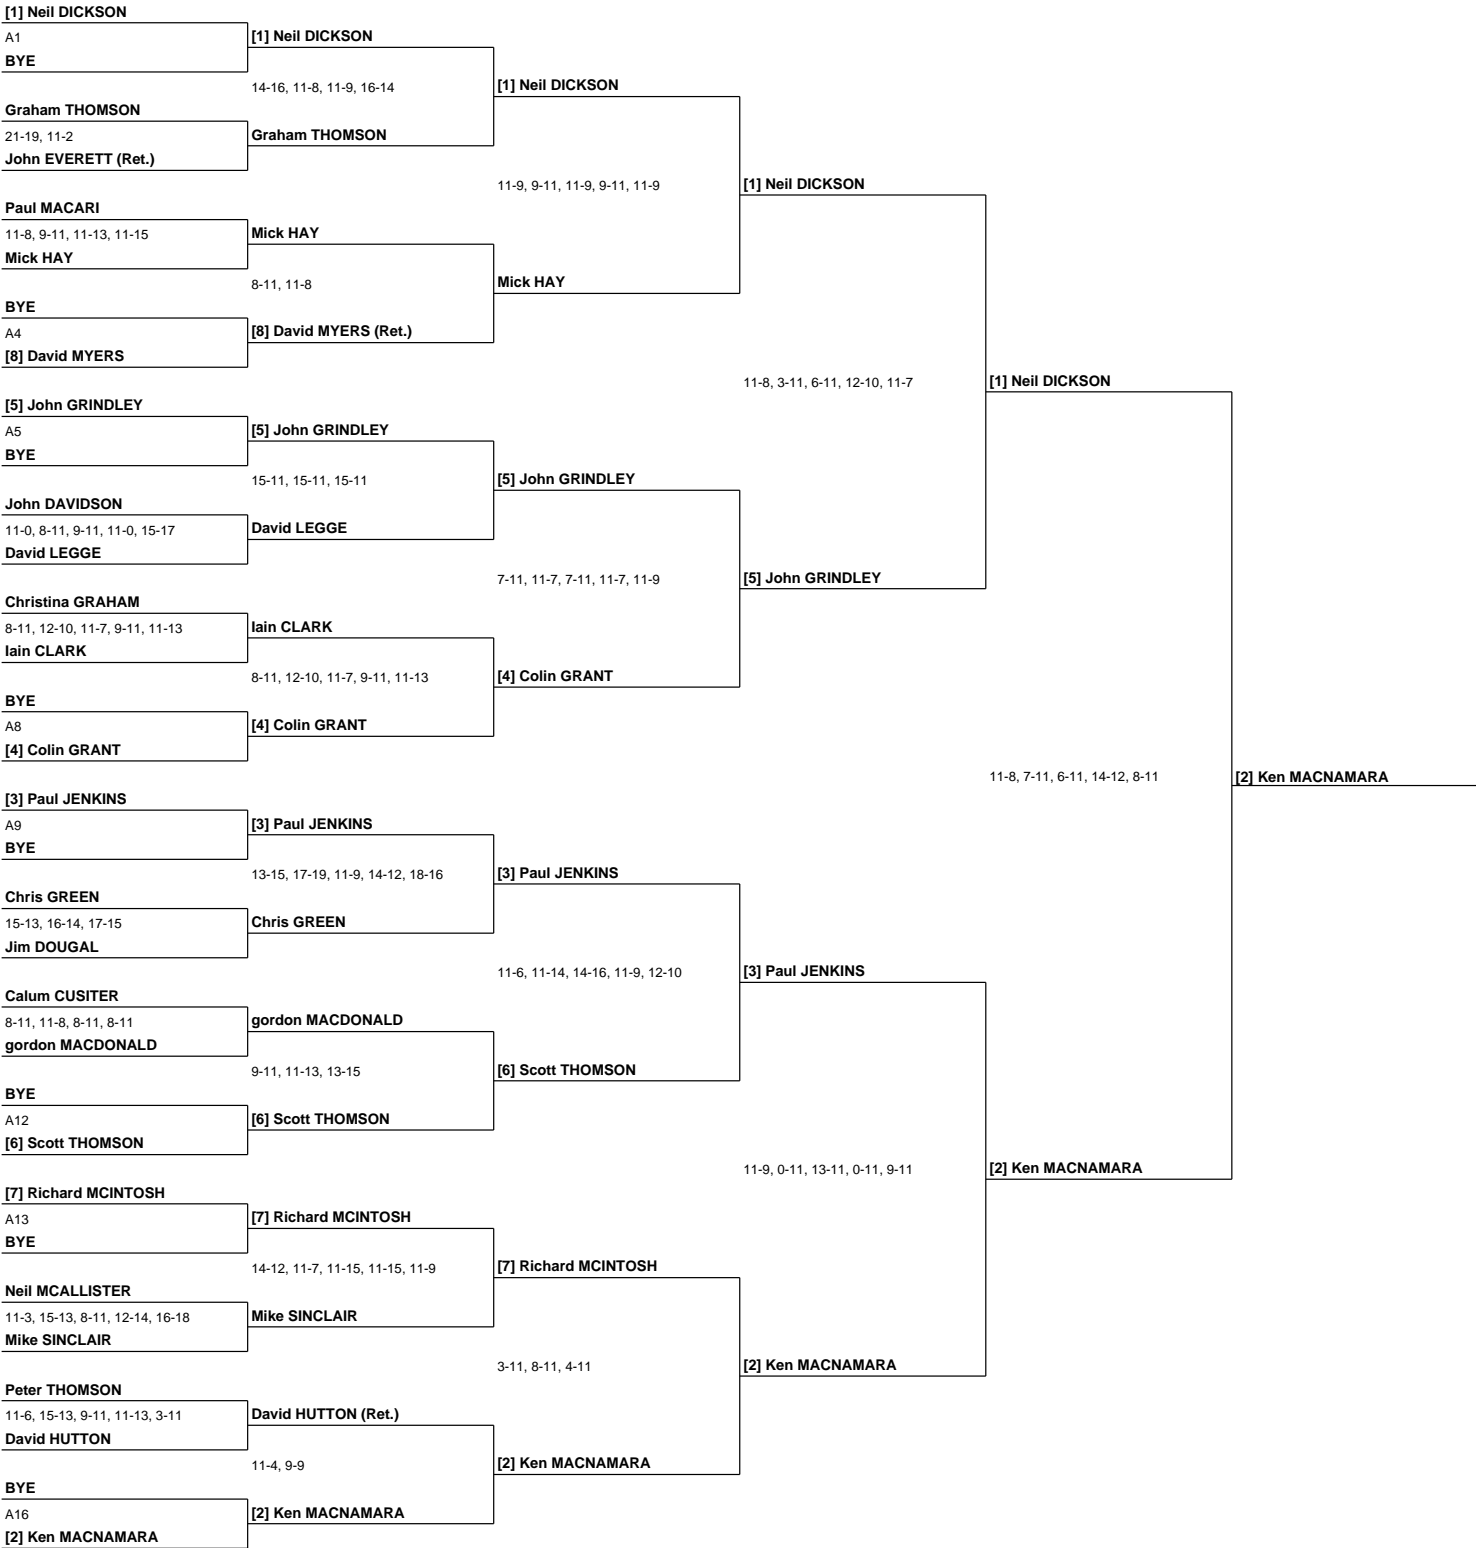 [1] Neil DICKSON
A1
BYE
Graham THOMSON
21-19, 11-2
John EVERETT (Ret.)
Paul MACARI
11-8, 9-11, 11-13, 11-15
Mick HAY
BYE
A4
[8] David MYERS
[5] John GRINDLEY
A5
BYE
John DAVIDSON
11-0, 8-11, 9-11, 11-0, 15-17
David LEGGE
Christina GRAHAM
8-11, 12-10, 11-7, 9-11, 11-13
Iain CLARK
BYE
A8
[4] Colin GRANT
[3] Paul JENKINS
A9
BYE
Chris GREEN
15-13, 16-14, 17-15
Jim DOUGAL
Calum CUSITER
8-11, 11-8, 8-11, 8-11
gordon MACDONALD
BYE
A12
[6] Scott THOMSON
[7] Richard MCINTOSH
A13
BYE
Neil MCALLISTER
11-3, 15-13, 8-11, 12-14, 16-18
Mike SINCLAIR
Peter THOMSON
11-6, 15-13, 9-11, 11-13, 3-11
David HUTTON
BYE
A16
[2] Ken MACNAMARA
[1] Neil DICKSON
14-16, 11-8, 11-9, 16-14
Graham THOMSON
Mick HAY
8-11, 11-8
[8] David MYERS (Ret.)
[5] John GRINDLEY
15-11, 15-11, 15-11
David LEGGE
Iain CLARK
8-11, 12-10, 11-7, 9-11, 11-13
[4] Colin GRANT
[3] Paul JENKINS
13-15, 17-19, 11-9, 14-12, 18-16
Chris GREEN
gordon MACDONALD
9-11, 11-13, 13-15
[6] Scott THOMSON
[7] Richard MCINTOSH
14-12, 11-7, 11-15, 11-15, 11-9
Mike SINCLAIR
David HUTTON (Ret.)
11-4, 9-9
[2] Ken MACNAMARA
[1] Neil DICKSON
11-9, 9-11, 11-9, 9-11, 11-9
Mick HAY
[5] John GRINDLEY
7-11, 11-7, 7-11, 11-7, 11-9
[4] Colin GRANT
[3] Paul JENKINS
11-6, 11-14, 14-16, 11-9, 12-10
[6] Scott THOMSON
[7] Richard MCINTOSH
3-11, 8-11, 4-11
[2] Ken MACNAMARA
[1] Neil DICKSON
11-8, 3-11, 6-11, 12-10, 11-7
[5] John GRINDLEY
[3] Paul JENKINS
11-9, 0-11, 13-11, 0-11, 9-11
[2] Ken MACNAMARA
[1] Neil DICKSON
11-8, 7-11, 6-11, 14-12, 8-11
[2] Ken MACNAMARA
[2] Ken MACNAMARA